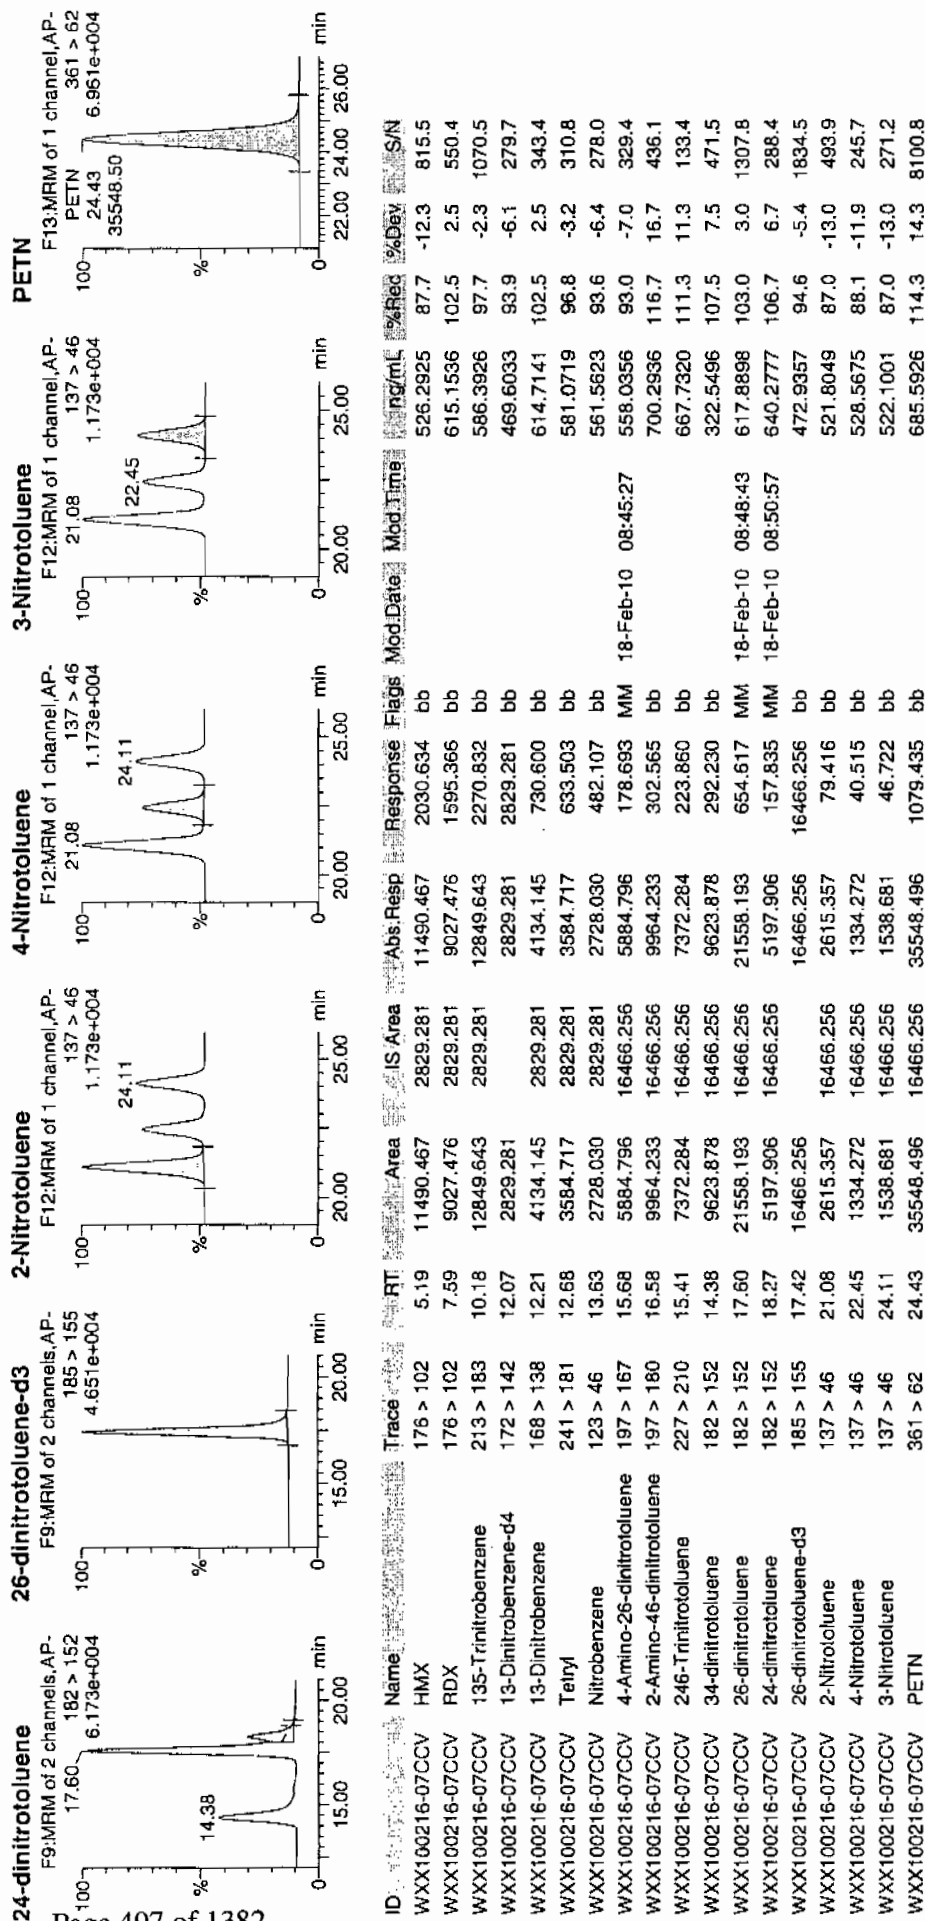 24-dinitrotoluene
F9:MRM of 2 channels,AP-
182 > 152
6.173e+004
17.60
14.38
100
%
0
15.00 20.00 min
26-dinitrotoluene-d3
F9:MRM of 2 channels,AP-
185 > 155
4.651e+004
100
%
0
15.00 20.00 min
2-Nitrotoluene
F12:MRM of 1 channel,AP-
137 > 46
1.173e+004
24.11
100
%
0
20.00 25.00 min
4-Nitrotoluene
F12:MRM of 1 channel,AP-
137 > 46
1.173e+004
21.08
24.11
100
%
0
20.00 25.00 min
3-Nitrotoluene
F12:MRM of 1 channel,AP-
137 > 46
1.173e+004
21.08
22.45
100
%
0
20.00 25.00 min
PETN
F13:MRM of 1 channel,AP-
361 > 62
6.961e+004
PETN
24.43
35548.50
100
%
0
22.00 24.00 26.00 min
ID Name Trace RT Area IS Area Abs.Resp Response Flags Mod.Date Mod.Time ng/mL %Rec %Dev S/N
WXX100216-07CCV HMX 176 > 102 5.19 11490.467 2829.281 11490.467 2030.634 bb 526.2925 87.7 -12.3 815.5
WXX100216-07CCV RDX 176 > 102 7.59 9027.476 2829.281 9027.476 1595.366 bb 615.1536 102.5 2.5 550.4
WXX100216-07CCV 135-Trinitrobenzene 213 > 183 10.18 12849.643 2829.281 12849.643 2270.832 bb 586.3926 97.7 -2.3 1070.5
WXX100216-07CCV 13-Dinitrobenzene-d4 172 > 142 12.07 2829.281 2829.281 2829.281 bb 469.6033 93.9 -6.1 279.7
WXX100216-07CCV 13-Dinitrobenzene 168 > 138 12.21 4134.145 2829.281 4134.145 730.600 bb 614.7141 102.5 2.5 343.4
WXX100216-07CCV Tetryl 241 > 181 12.68 3584.717 2829.281 3584.717 633.503 bb 581.0719 96.8 -3.2 310.8
WXX100216-07CCV Nitrobenzene 123 > 46 13.63 2728.030 2829.281 2728.030 482.107 bb 561.5623 93.6 -6.4 278.0
WXX100216-07CCV 4-Amino-26-dinitrotoluene 197 > 167 15.68 5884.796 16466.256 5884.796 178.693 MM 18-Feb-10 08:45:27 558.0356 93.0 -7.0 329.4
WXX100216-07CCV 2-Amino-46-dinitrotoluene 197 > 180 16.58 9964.233 16466.256 9964.233 302.565 bb 700.2936 116.7 16.7 436.1
WXX100216-07CCV 246-Trinitrotoluene 227 > 210 15.41 7372.284 16466.256 7372.284 223.860 bb 667.7320 111.3 11.3 133.4
WXX100216-07CCV 34-dinitrotoluene 182 > 152 14.38 9623.878 16466.256 9623.878 292.230 bb 322.5496 107.5 7.5 471.5
WXX100216-07CCV 26-dinitrotoluene 182 > 152 17.60 21558.193 16466.256 21558.193 654.617 MM 18-Feb-10 08:48:43 617.8898 103.0 3.0 1307.8
WXX100216-07CCV 24-dinitrotoluene 182 > 152 18.27 5197.906 16466.256 5197.906 157.835 MM 18-Feb-10 08:50:57 640.2777 106.7 6.7 288.4
WXX100216-07CCV 26-dinitrotoluene-d3 185 > 155 17.42 16466.256 16466.256 16466.256 bb 472.9357 94.6 -5.4 1834.5
WXX100216-07CCV 2-Nitrotoluene 137 > 46 21.08 2615.357 16466.256 2615.357 79.416 bb 521.8049 87.0 -13.0 493.9
WXX100216-07CCV 4-Nitrotoluene 137 > 46 22.45 1334.272 16466.256 1334.272 40.515 bb 528.5675 88.1 -11.9 245.7
WXX100216-07CCV 3-Nitrotoluene 137 > 46 24.11 1538.681 16466.256 1538.681 46.722 bb 522.1001 87.0 -13.0 271.2
WXX100216-07CCV PETN 361 > 62 24.43 35548.496 16466.256 35548.496 1079.435 bb 685.5926 114.3 14.3 8100.8